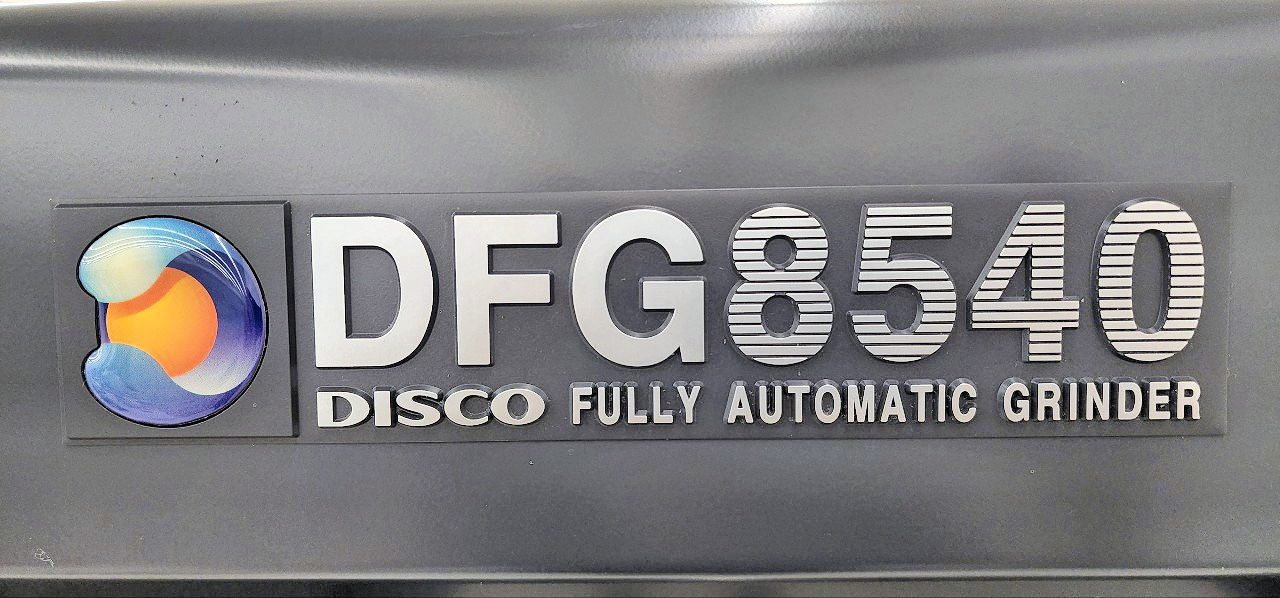 DFG8540
DISCO FULLY AUTOMATIC GRINDER